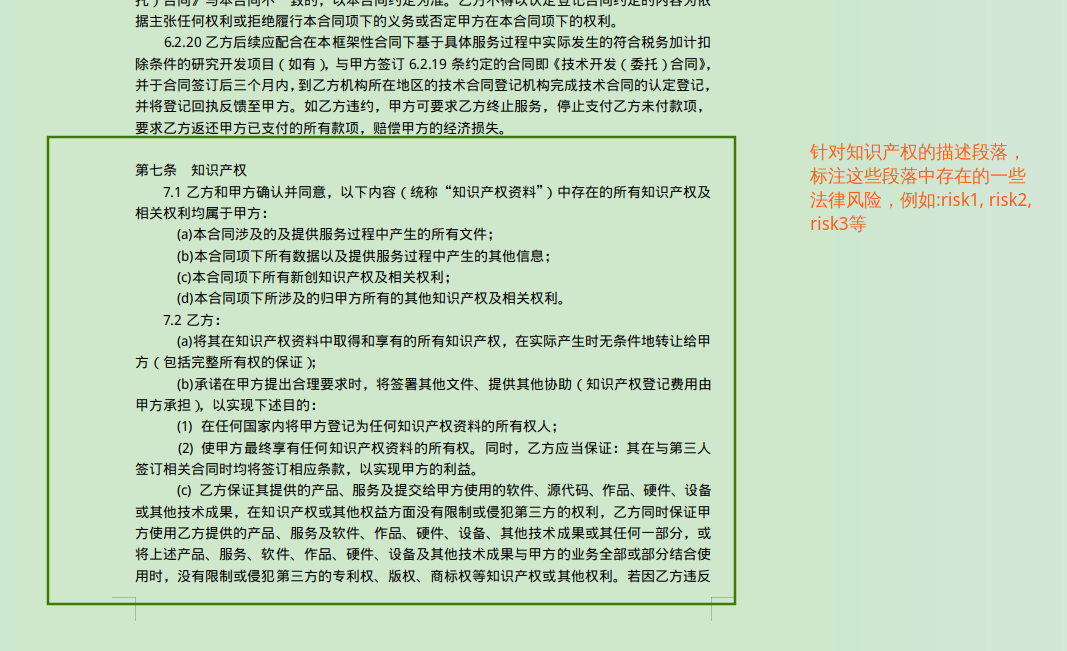 托）合同》与本合同不一致的，以本合同约定为准。乙方不得以认定登记合同约定的内容为依
据主张任何权利或拒绝履行本合同项下的义务或否定甲方在本合同项下的权利。
6.2.20 乙方后续应配合在本框架性合同下基于具体服务过程中实际发生的符合税务加计扣
除条件的研究开发项目（如有），与甲方签订 6.2.19 条约定的合同即《技术开发（委托）合同》，
并于合同签订后三个月内，到乙方机构所在地区的技术合同登记机构完成技术合同的认定登记，
并将登记回执反馈至甲方。如乙方违约，甲方可要求乙方终止服务，停止支付乙方未付款项，
要求乙方返还甲方已支付的所有款项，赔偿甲方的经济损失。
第七条 知识产权
7.1 乙方和甲方确认并同意，以下内容（统称“知识产权资料”）中存在的所有知识产权及
相关权利均属于甲方：
(a)本合同涉及的及提供服务过程中产生的所有文件；
(b)本合同项下所有数据以及提供服务过程中产生的其他信息；
(c)本合同项下所有新创知识产权及相关权利；
(d)本合同项下所涉及的归甲方所有的其他知识产权及相关权利。
7.2 乙方：
(a)将其在知识产权资料中取得和享有的所有知识产权，在实际产生时无条件地转让给甲
方（包括完整所有权的保证）；
(b)承诺在甲方提出合理要求时，将签署其他文件、提供其他协助（知识产权登记费用由
甲方承担），以实现下述目的：
(1) 在任何国家内将甲方登记为任何知识产权资料的所有权人；
(2) 使甲方最终享有任何知识产权资料的所有权。同时，乙方应当保证：其在与第三人
签订相关合同时均将签订相应条款，以实现甲方的利益。
(c) 乙方保证其提供的产品、服务及提交给甲方使用的软件、源代码、作品、硬件、设备
或其他技术成果，在知识产权或其他权益方面没有限制或侵犯第三方的权利，乙方同时保证甲
方使用乙方提供的产品、服务及软件、作品、硬件、设备、其他技术成果或其任何一部分，或
将上述产品、服务、软件、作品、硬件、设备及其他技术成果与甲方的业务全部或部分结合使
用时，没有限制或侵犯第三方的专利权、版权、商标权等知识产权或其他权利。若因乙方违反
针对知识产权的描述段落，
标注这些段落中存在的一些
法律风险，例如:risk1, risk2,
risk3等